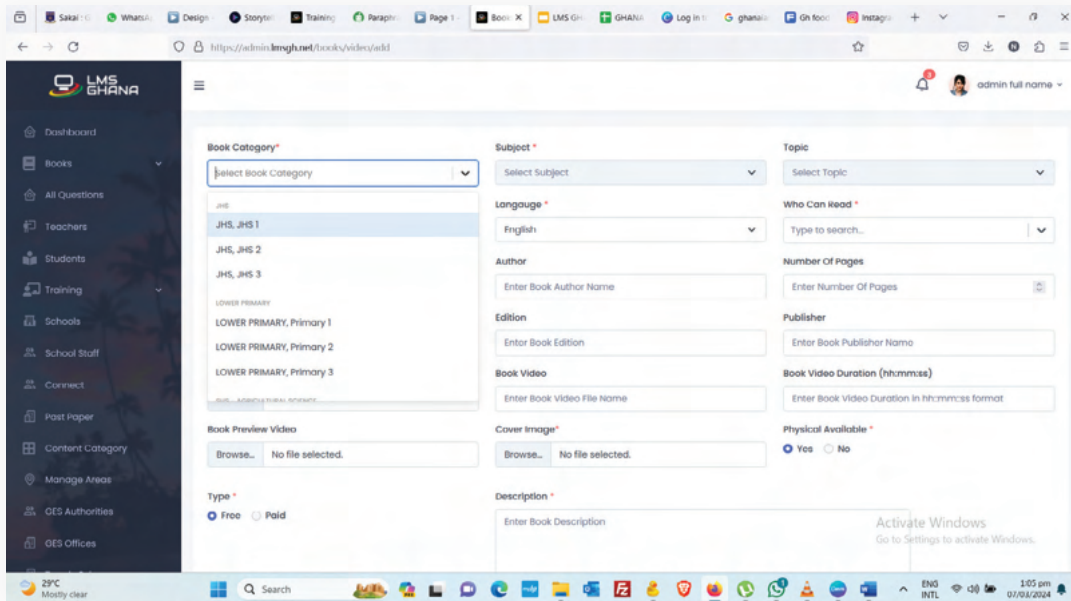 Sakai : G
WhatsA
Design -
Storytel
Training
Paraphr
Page 1 -
Book
LMS GH
GHANA
Log in t
G ghanaia
Gn food
Instagra
https://admin.lmsgh.net/books/video/add
LMS
GHANA
3
admin full name
Dashboard
Books
All Questions
Teachers
Students
Training
Schools
School Staff
Connect
Past Paper
Content Category
Manage Areas
GES Authorities
GES Offices
Book Category*
Subject *
Topic
Select Book Category
Select Subject
Select Topic
JHS
JHS, JHS 1
JHS, JHS 2
JHS, JHS 3
LOWER PRIMARY
LOWER PRIMARY, Primary 1
LOWER PRIMARY, Primary 2
LOWER PRIMARY, Primary 3
Langauge *
Who Can Read *
English
Type to search...
Author
Number Of Pages
Enter Book Author Name
Enter Number Of Pages
Edition
Publisher
Enter Book Edition
Enter Book Publisher Name
Book Video
Book Video Duration (hh:mm:ss)
Enter Book Video File Name
Enter Book Video Duration in hh:mm:ss format
Book Preview Video
Cover Image*
Physical Available *
Browse... No file selected.
Browse... No file selected.
Yes No
Type *
Description *
Free Paid
Enter Book Description
Activate Windows
Go to Settings to activate Windows.
29°C
Mostly clear
Search
ENG
INTL
1:05 pm
07/03/2024